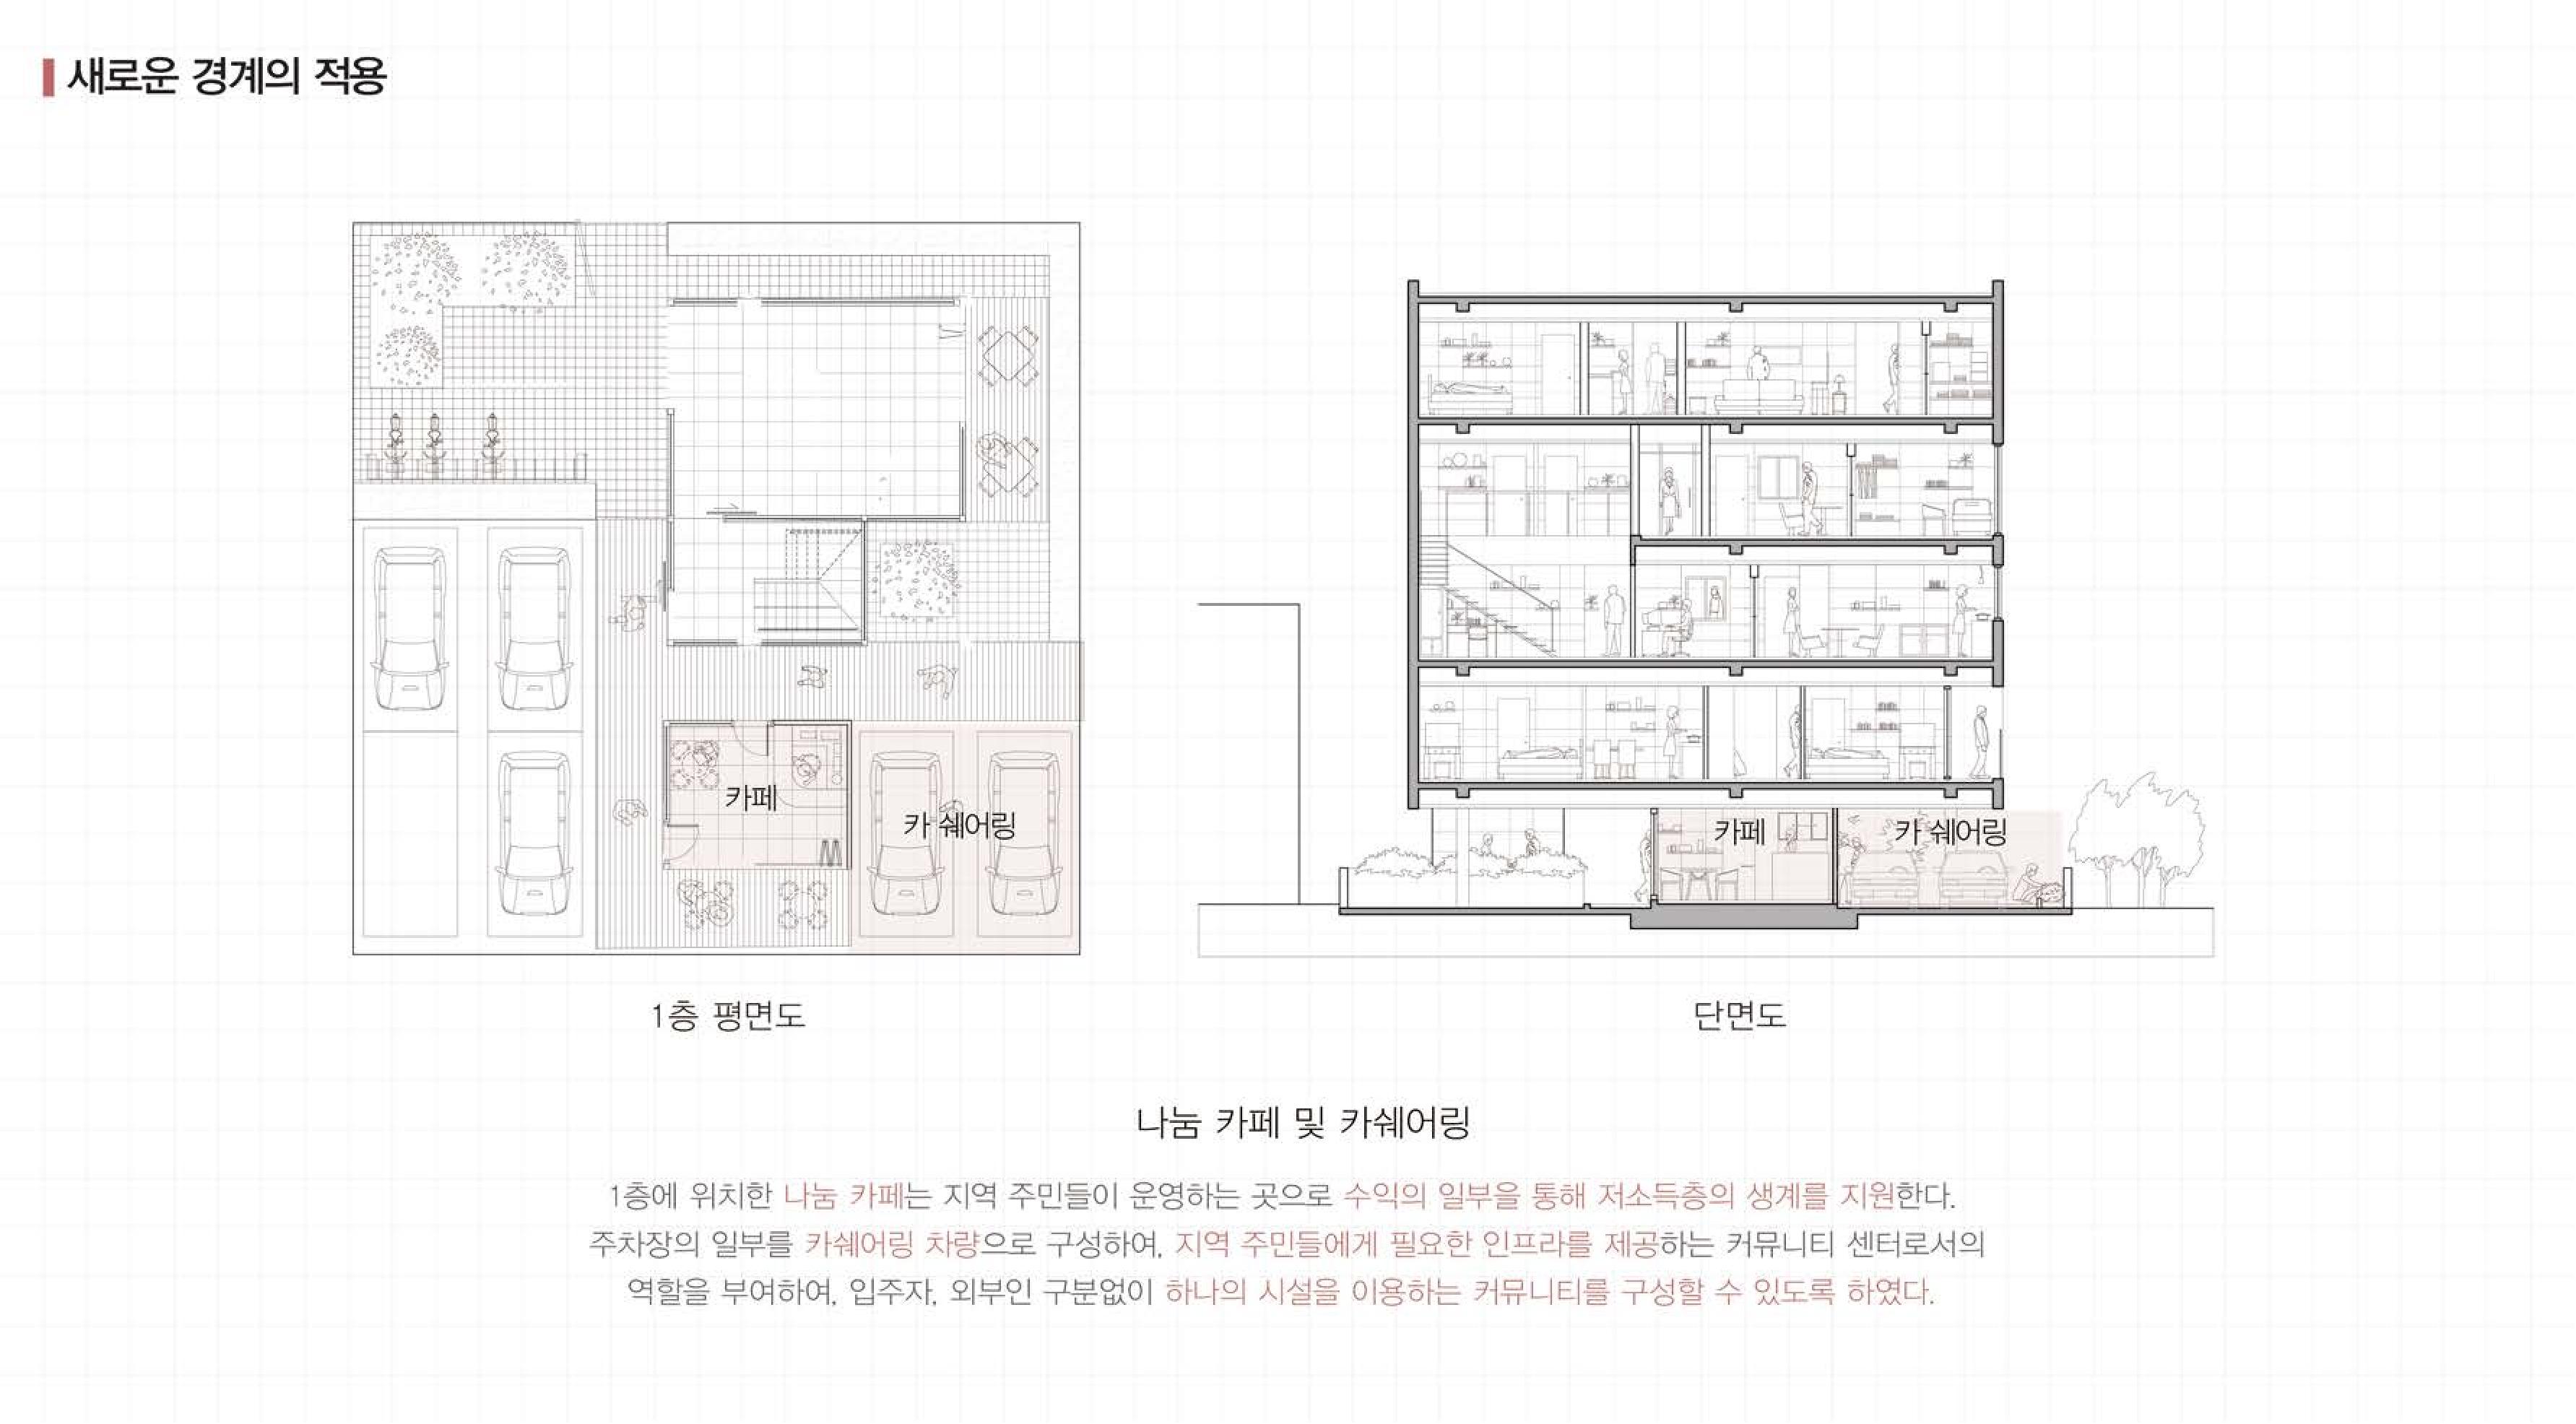 새로운 경계의 적용
카페
카 쉐어링
카페
카 쉐어링
1층 평면도
단면도
나눔 카페 및 카쉐어링
1층에 위치한 나눔 카페는 지역 주민들이 운영하는 곳으로 수익의 일부을 통해 저소득층의 생계를 지원한다.
주차장의 일부를 카쉐어링 차량으로 구성하여, 지역 주민들에게 필요한 인프라를 제공하는 커뮤니티 센터로서의
역할을 부여하여, 입주자, 외부인 구분없이 하나의 시설을 이용하는 커뮤니티를 구성할 수 있도록 하였다.